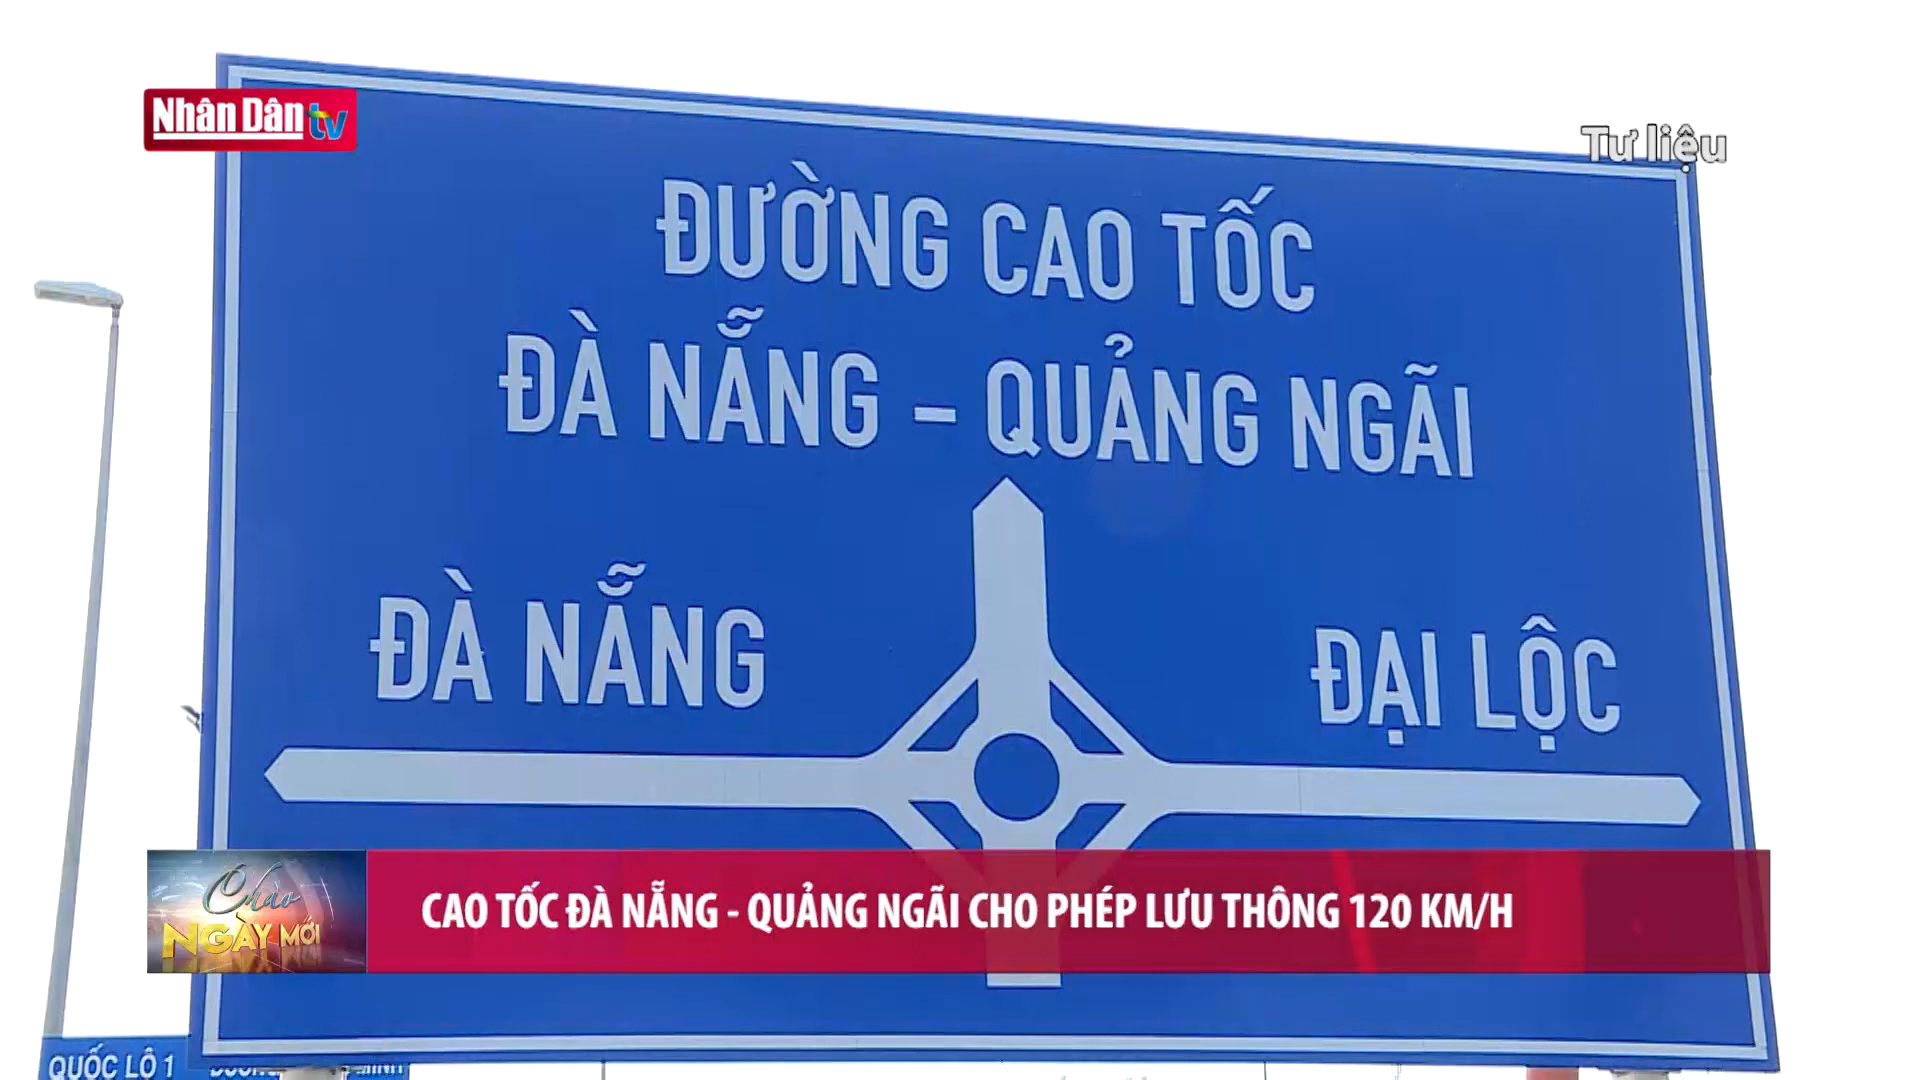 Nhân Dân tv
Tư liệu
ĐƯỜNG CAO TỐC
ĐÀ NẴNG - QUẢNG NGÃI
ĐÀ NẴNG
ĐẠI LỘC
Chào
NGÀY MỚI
CAO TỐC ĐÀ NẴNG - QUẢNG NGÃI CHO PHÉP LƯU THÔNG 120 KM/H
QUỐC LỘ 1